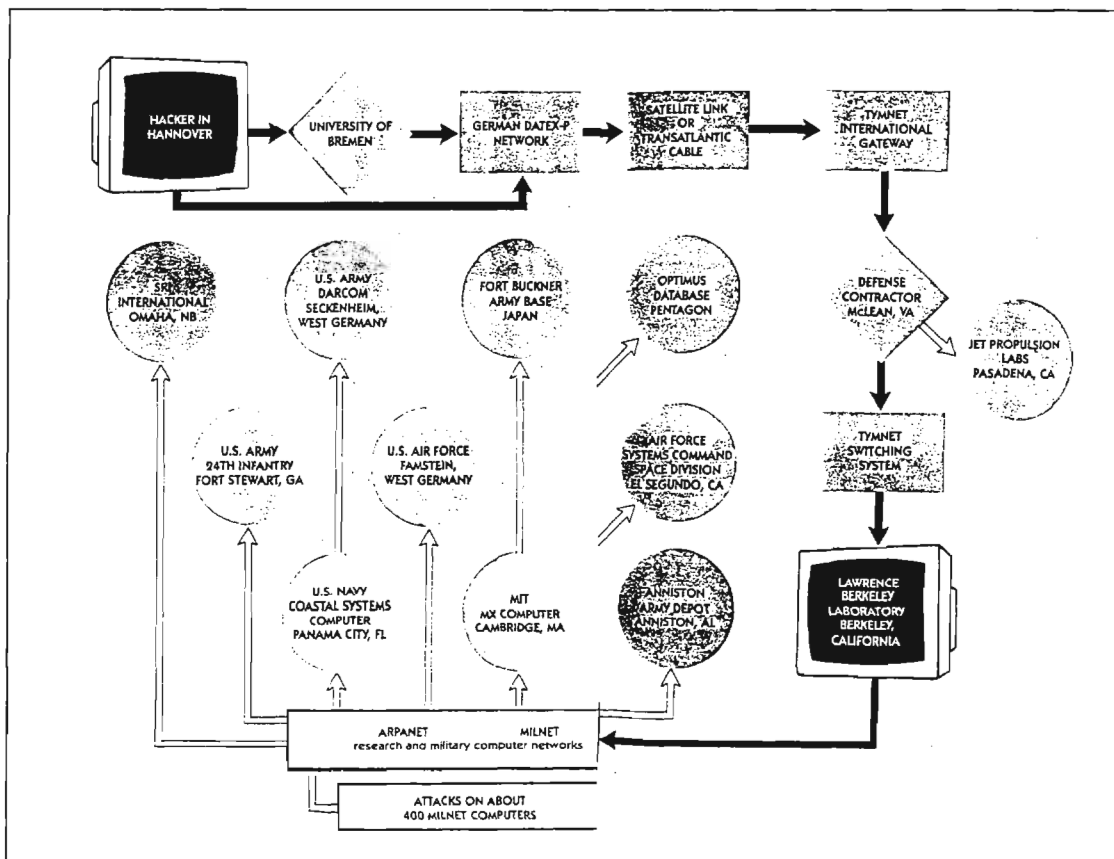 HACKER IN
HANNOVER
UNIVERSITY OF
BREMEN
GERMAN DATEX-P
NETWORK
SATELLITE LINK
OR
TRANSATLANTIC
CABLE
TYMNET
INTERNATIONAL
GATEWAY
SRI
INTERNATIONAL
OMAHA, NB
U.S. ARMY
DARCOM
SECKENHEIM,
WEST GERMANY
FORT BUCKNER
ARMY BASE
JAPAN
OPTIMUS
DATABASE
PENTAGON
DEFENSE
CONTRACTOR
MCLEAN, VA
JET PROPULSION
LABS
PASADENA, CA
U.S. ARMY
24TH INFANTRY
FORT STEWART, GA
U.S. AIR FORCE
FAMSTEIN,
WEST GERMANY
AIR FORCE
SYSTEMS COMMAND
SPACE DIVISION
EL SEGUNDO, CA
TYMNET
SWITCHING
SYSTEM
U.S. NAVY
COASTAL SYSTEMS
COMPUTER
PANAMA CITY, FL
MIT
MX COMPUTER
CAMBRIDGE, MA
ANNISTON
ARMY DEPOT
ANNISTON, AL
LAWRENCE
BERKELEY
LABORATORY
BERKELEY,
CALIFORNIA
ARPANET MILNET
research and military computer networks
ATTACKS ON ABOUT
400 MILNET COMPUTERS